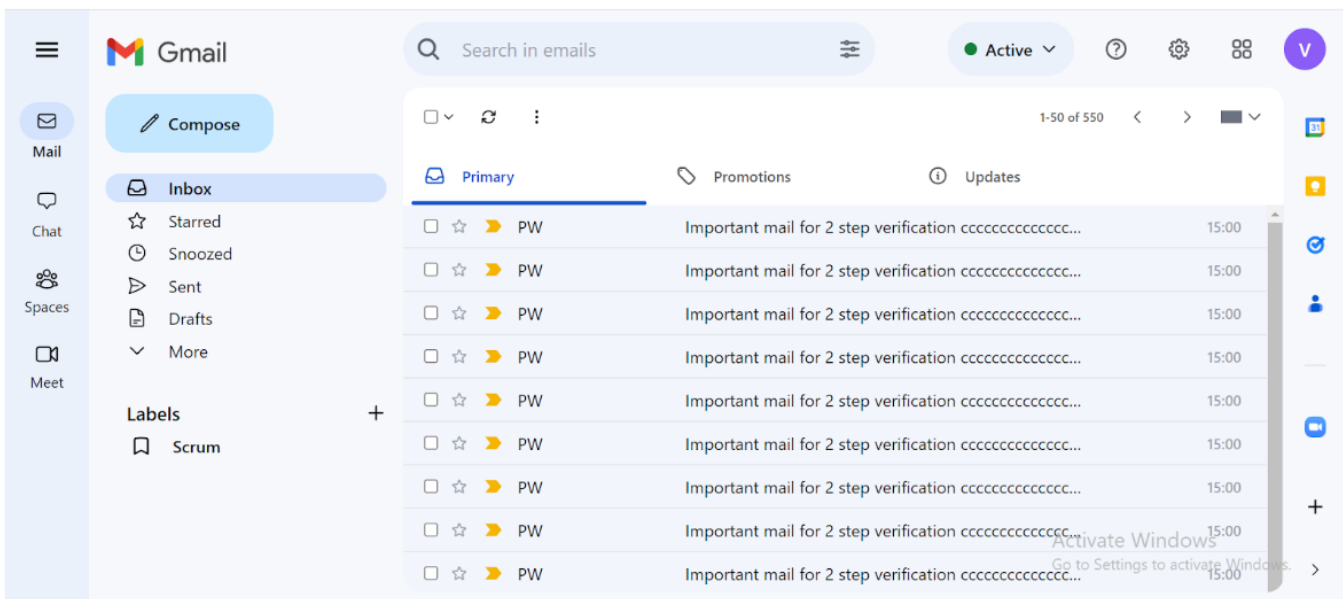 Gmail
Search in emails
Active
V
Compose
1-50 of 550
31
Mail
Chat
Spaces
Meet
Inbox
Starred
Snoozed
Sent
Drafts
More
Labels
Scrum
Primary Promotions Updates
PW Important mail for 2 step verification cccccccccccccc... 15:00
PW Important mail for 2 step verification cccccccccccccc... 15:00
PW Important mail for 2 step verification cccccccccccccc... 15:00
PW Important mail for 2 step verification cccccccccccccc... 15:00
PW Important mail for 2 step verification cccccccccccccc... 15:00
PW Important mail for 2 step verification cccccccccccccc... 15:00
PW Important mail for 2 step verification cccccccccccccc... 15:00
PW Important mail for 2 step verification cccccccccccccc... 15:00
PW Important mail for 2 step verification cccccccccccccc... 15:00
Activate Windows
Go to Settings to activate Windows.